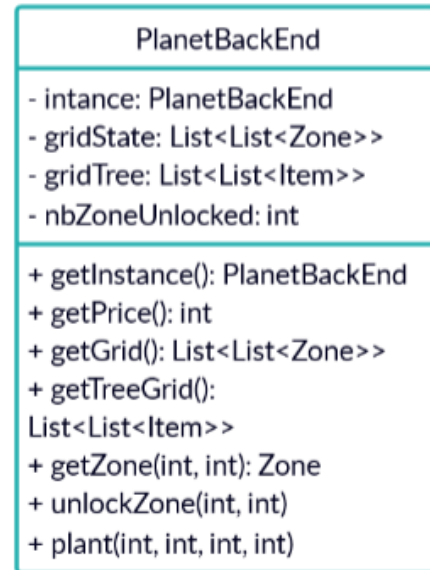 PlanetBackEnd
- intance: PlanetBackEnd
- gridState: List<List<Zone>>
- gridTree: List<List<Item>>
- nbZoneUnlocked: int
+ getInstance(): PlanetBackEnd
+ getPrice(): int
+ getGrid(): List<List<Zone>>
+ getTreeGrid():
List<List<Item>>
+ getZone(int, int): Zone
+ unlockZone(int, int)
+ plant(int, int, int, int)